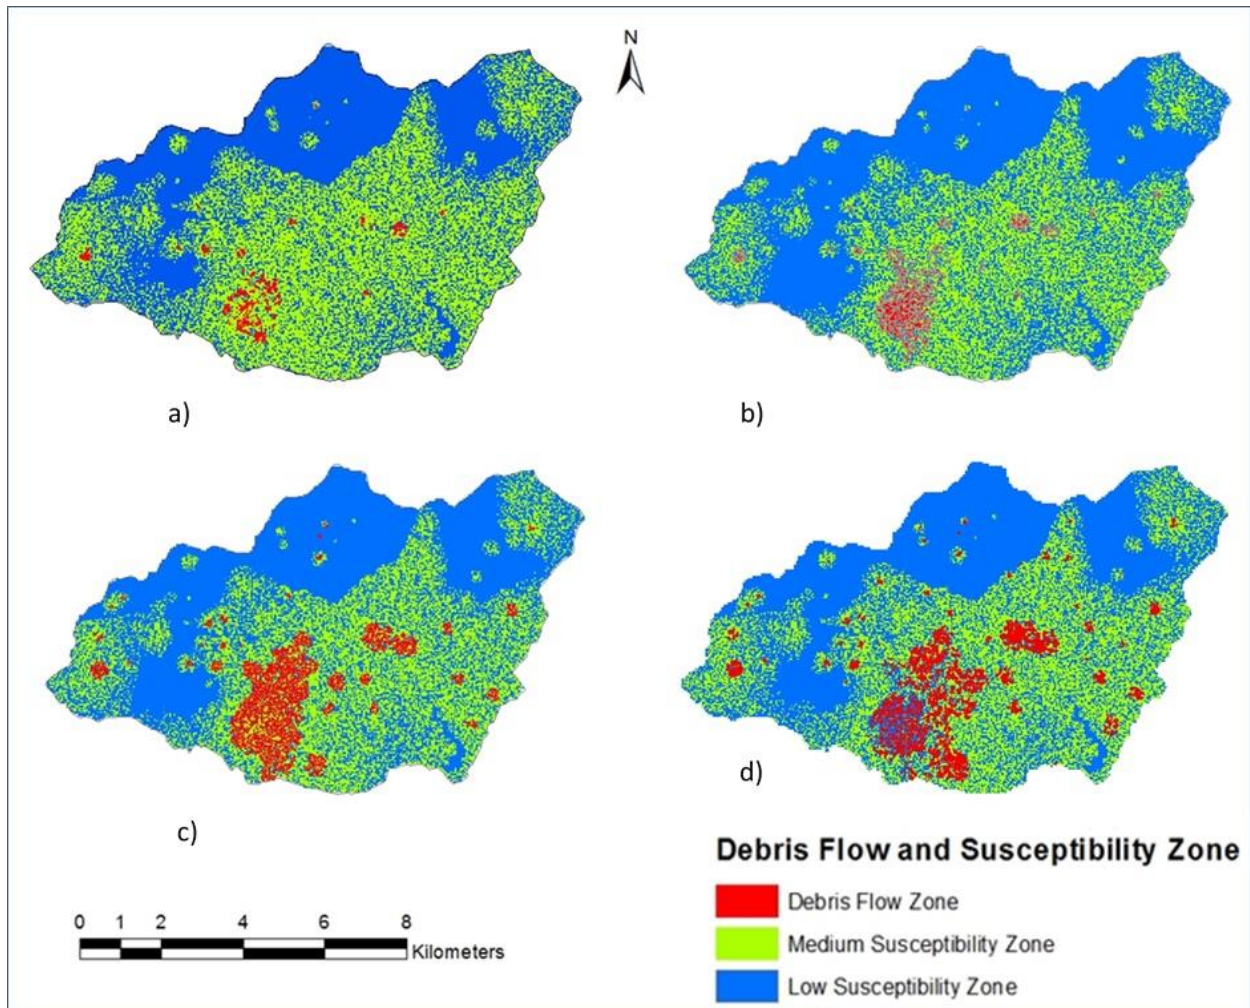 N
a)
b)
c)
d)
Debris Flow and Susceptibility Zone
Debris Flow Zone
Medium Susceptibility Zone
Low Susceptibility Zone
0 1 2 4 6 8
Kilometers